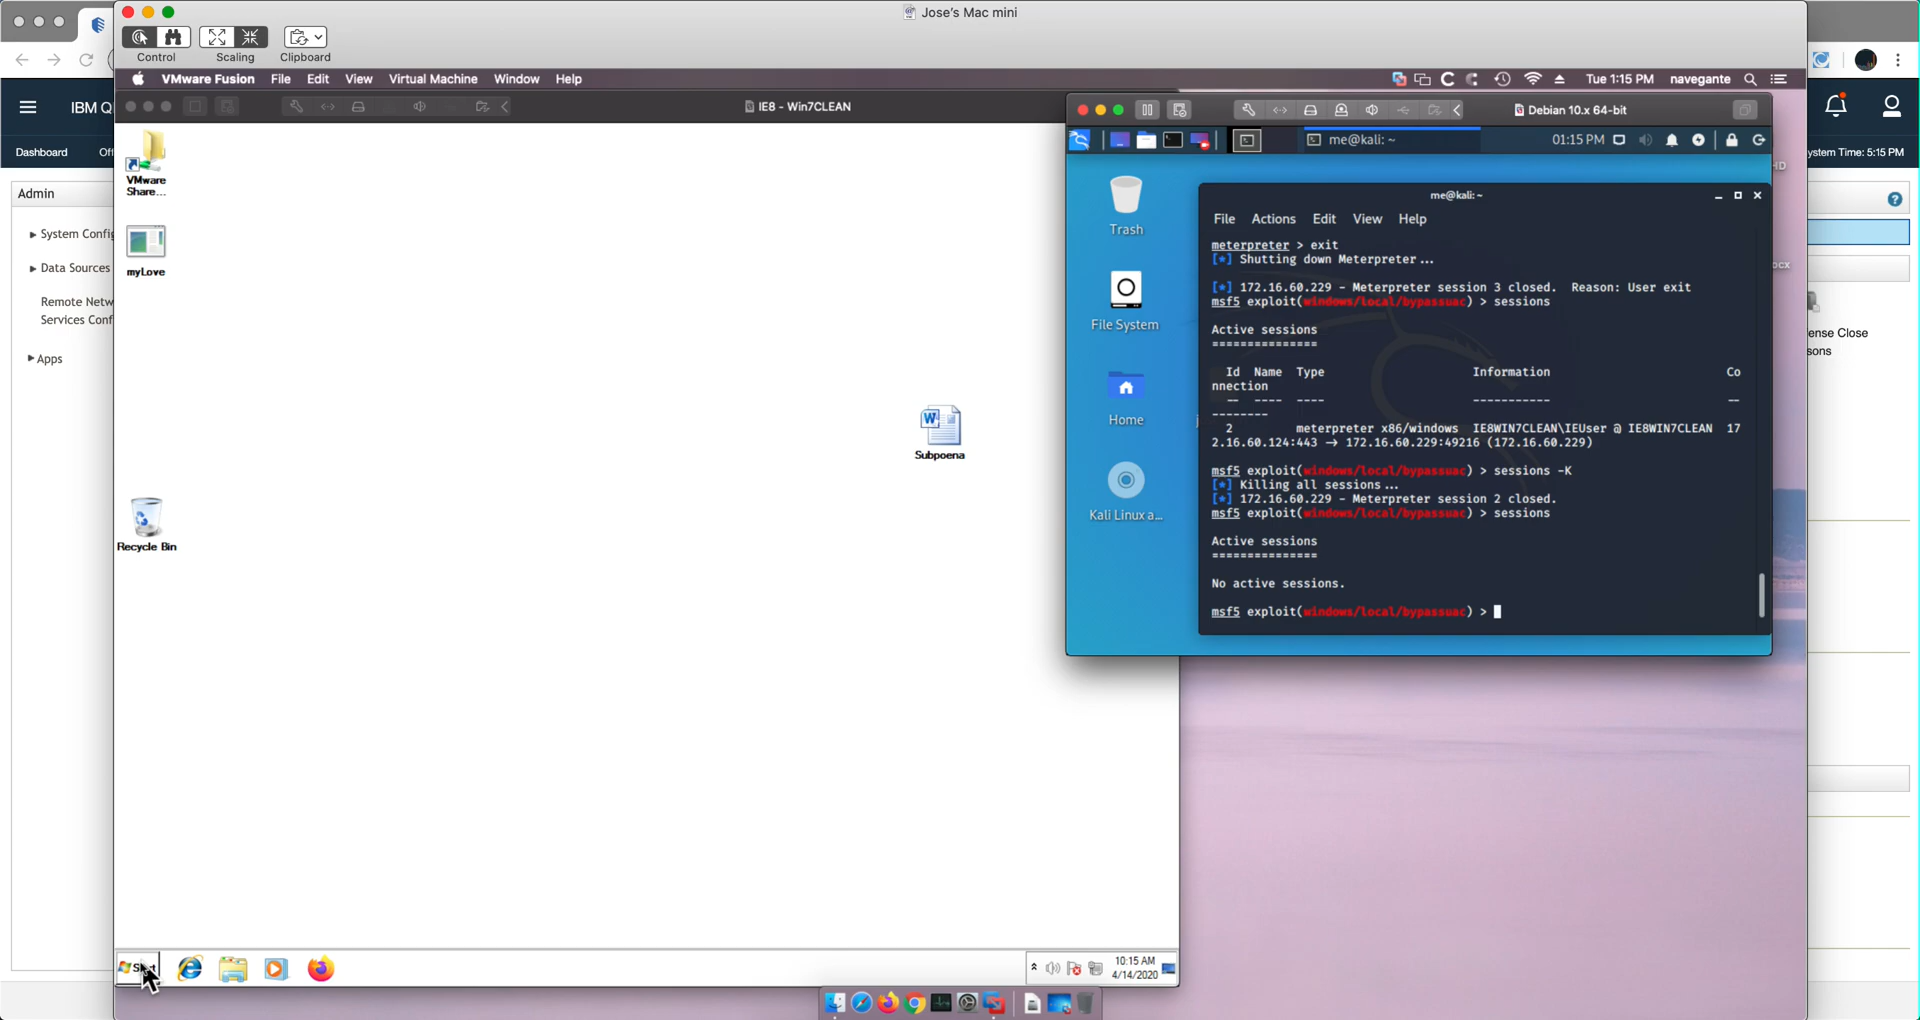 Jose's Mac mini
Control
Scaling
Clipboard
VMware Fusion File Edit View Virtual Machine Window Help
Tue 1:15 PM navegante
IE8 - Win7CLEAN
Debian 10.x 64-bit
IBM Q
Dashboard
Off
ystem Time: 5:15 PM
Admin
System Config
Data Sources
Remote Netw
Services Conf
Apps
VMware
Share...
myLove
Recycle Bin
Subpoena
me@kali: ~
01:15 PM
Trash
File System
Home
Kali Linux a...
me@kali: ~
File Actions Edit View Help
meterpreter > exit
[*] Shutting down Meterpreter...
[*] 172.16.60.229 - Meterpreter session 3 closed. Reason: User exit
msf5 exploit(windows/local/bypassuac) > sessions
Active sessions
===============
Id Name Type Information Co
nnection
-- ---- ---- ----------- --
--------
2 meterpreter x86/windows IE8WIN7CLEAN\IEUser @ IE8WIN7CLEAN 17
2.16.60.124:443 → 172.16.60.229:49216 (172.16.60.229)
msf5 exploit(windows/local/bypassuac) > sessions -K
[*] Killing all sessions...
[*] 172.16.60.229 - Meterpreter session 2 closed.
msf5 exploit(windows/local/bypassuac) > sessions
Active sessions
===============
No active sessions.
msf5 exploit(windows/local/bypassuac) >
HD
ocx
ense Close
sons
10:15 AM
4/14/2020